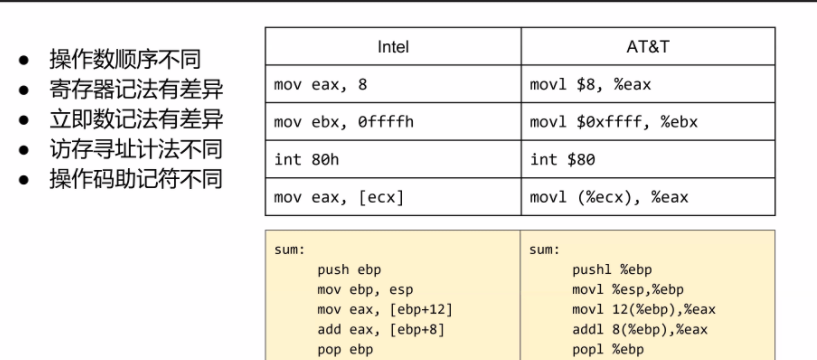 ● 操作数顺序不同
● 寄存器记法有差异
● 立即数记法有差异
● 访存寻址计法不同
● 操作码助记符不同
Intel AT&T
mov eax, 8 movl $8, %eax
mov ebx, 0ffffh movl $0xffff, %ebx
int 80h int $80
mov eax, [ecx] movl (%ecx), %eax
sum: sum:
push ebp pushl %ebp
mov ebp, esp movl %esp,%ebp
mov eax, [ebp+12] movl 12(%ebp),%eax
add eax, [ebp+8] addl 8(%ebp),%eax
pop ebp popl %ebp